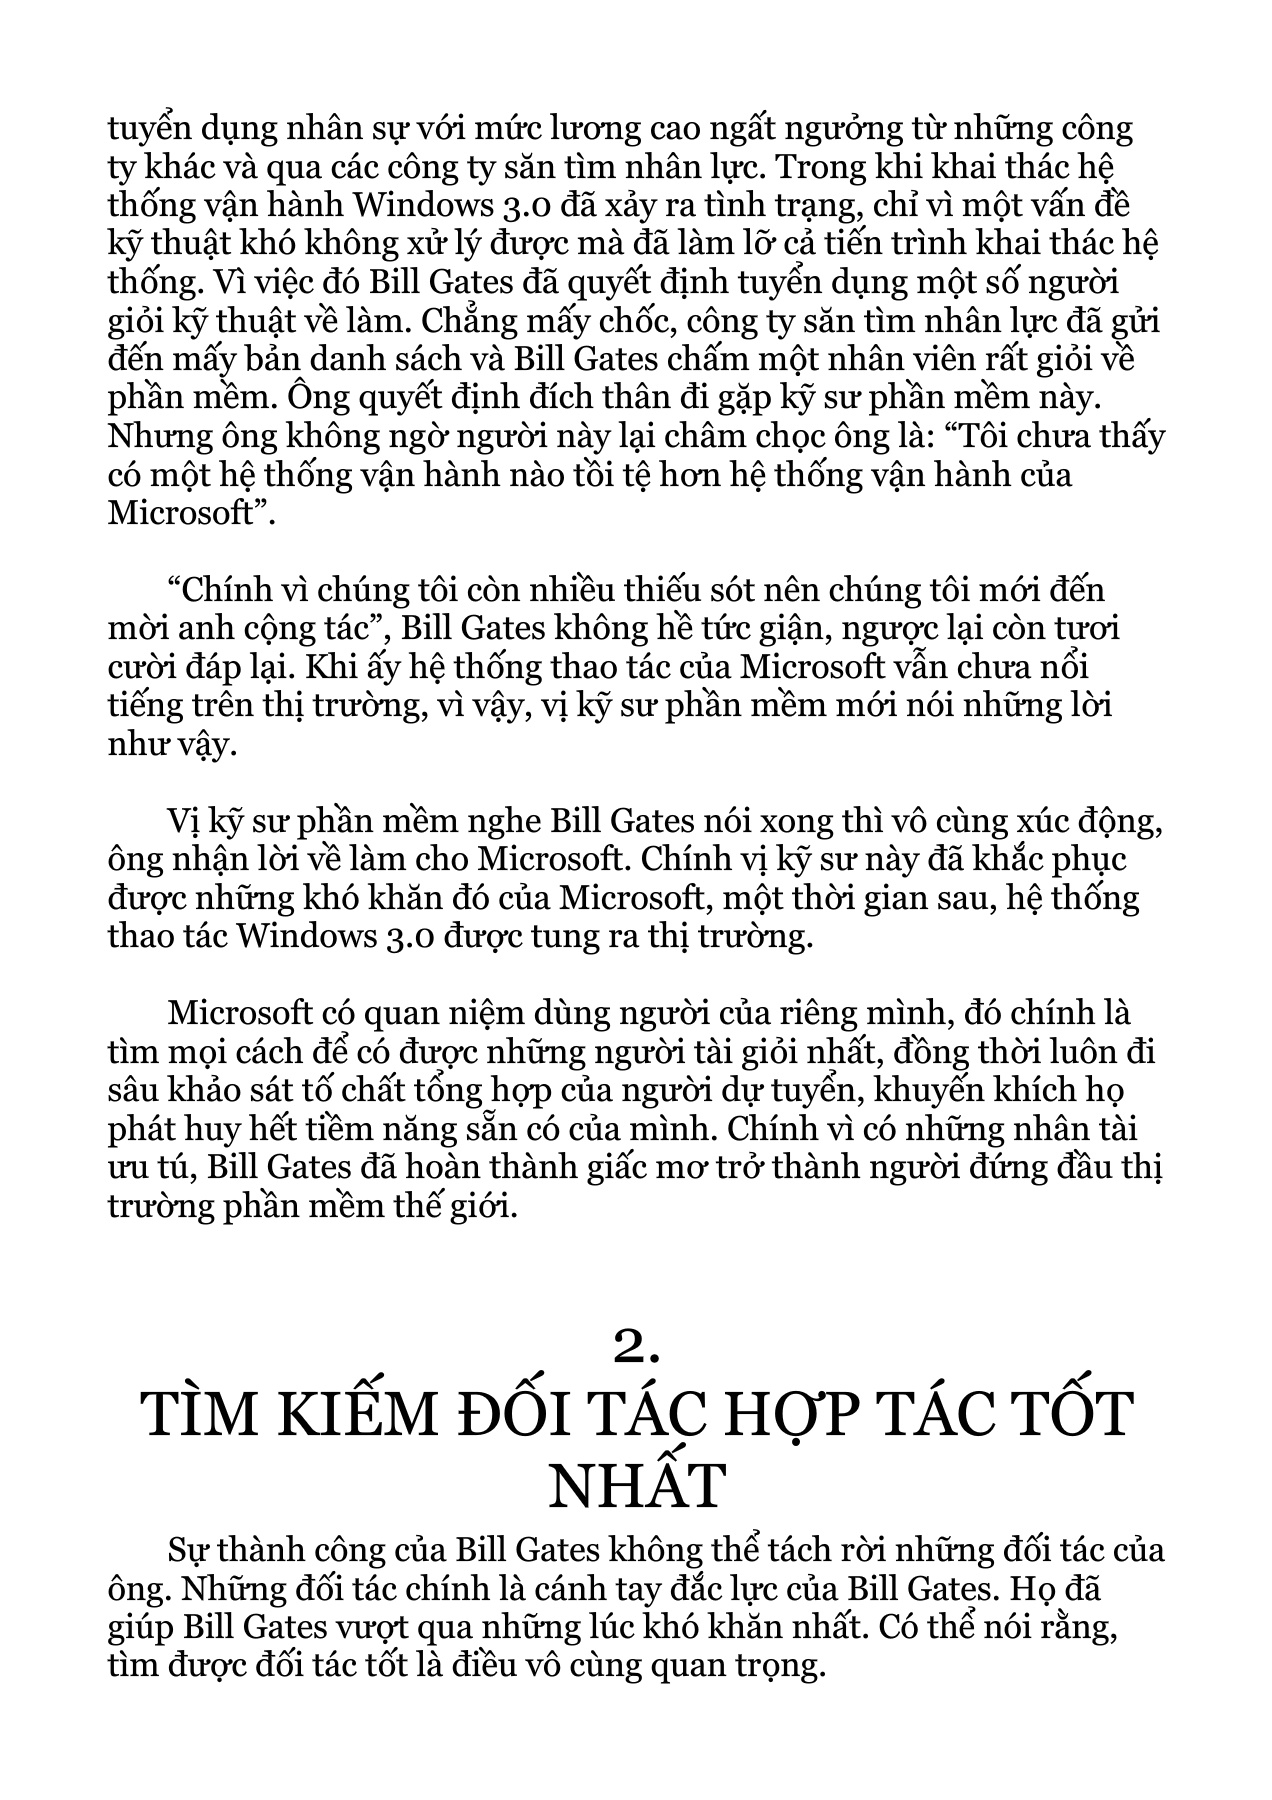 tuyển dụng nhân sự với mức lương cao ngất ngưởng từ những công
ty khác và qua các công ty săn tìm nhân lực. Trong khi khai thác hệ
thống vận hành Windows 3.0 đã xảy ra tình trạng, chỉ vì một vấn đề
kỹ thuật khó không xử lý được mà đã làm lỡ cả tiến trình khai thác hệ
thống. Vì việc đó Bill Gates đã quyết định tuyển dụng một số người
giỏi kỹ thuật về làm. Chẳng mấy chốc, công ty săn tìm nhân lực đã gửi
đến mấy bản danh sách và Bill Gates chấm một nhân viên rất giỏi về
phần mềm. Ông quyết định đích thân đi gặp kỹ sư phần mềm này.
Nhưng ông không ngờ người này lại châm chọc ông là: “Tôi chưa thấy
có một hệ thống vận hành nào tồi tệ hơn hệ thống vận hành của
Microsoft”.
“Chính vì chúng tôi còn nhiều thiếu sót nên chúng tôi mới đến
mời anh cộng tác”, Bill Gates không hề tức giận, ngược lại còn tươi
cười đáp lại. Khi ấy hệ thống thao tác của Microsoft vẫn chưa nổi
tiếng trên thị trường, vì vậy, vị kỹ sư phần mềm mới nói những lời
như vậy.
Vị kỹ sư phần mềm nghe Bill Gates nói xong thì vô cùng xúc động,
ông nhận lời về làm cho Microsoft. Chính vị kỹ sư này đã khắc phục
được những khó khăn đó của Microsoft, một thời gian sau, hệ thống
thao tác Windows 3.0 được tung ra thị trường.
Microsoft có quan niệm dùng người của riêng mình, đó chính là
tìm mọi cách để có được những người tài giỏi nhất, đồng thời luôn đi
sâu khảo sát tố chất tổng hợp của người dự tuyển, khuyến khích họ
phát huy hết tiềm năng sẵn có của mình. Chính vì có những nhân tài
ưu tú, Bill Gates đã hoàn thành giấc mơ trở thành người đứng đầu thị
trường phần mềm thế giới.
2.
TÌM KIẾM ĐỐI TÁC HỢP TÁC TỐT
NHẤT
Sự thành công của Bill Gates không thể tách rời những đối tác của
ông. Những đối tác chính là cánh tay đắc lực của Bill Gates. Họ đã
giúp Bill Gates vượt qua những lúc khó khăn nhất. Có thể nói rằng,
tìm được đối tác tốt là điều vô cùng quan trọng.